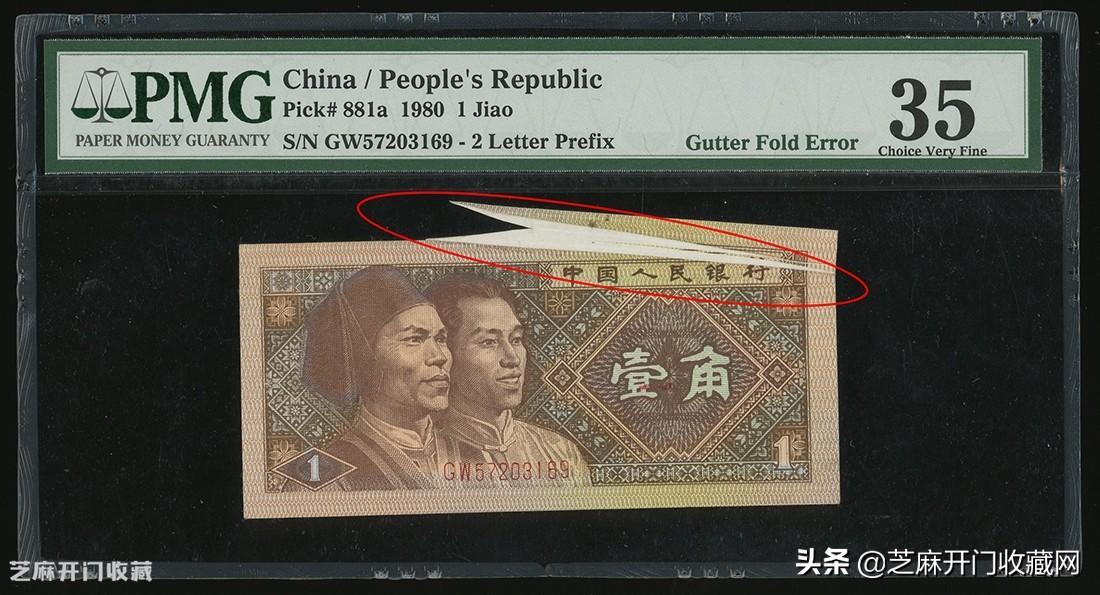 PMG
PAPER MONEY GUARANTY
China / People's Republic
Pick# 881a 1980 1 Jiao
S/N GW57203169 - 2 Letter Prefix
Gutter Fold Error
35
Choice Very Fine
中国人民银行
壹角
1
1
GW57203169
芝麻开门收藏
头条 @芝麻开门收藏网